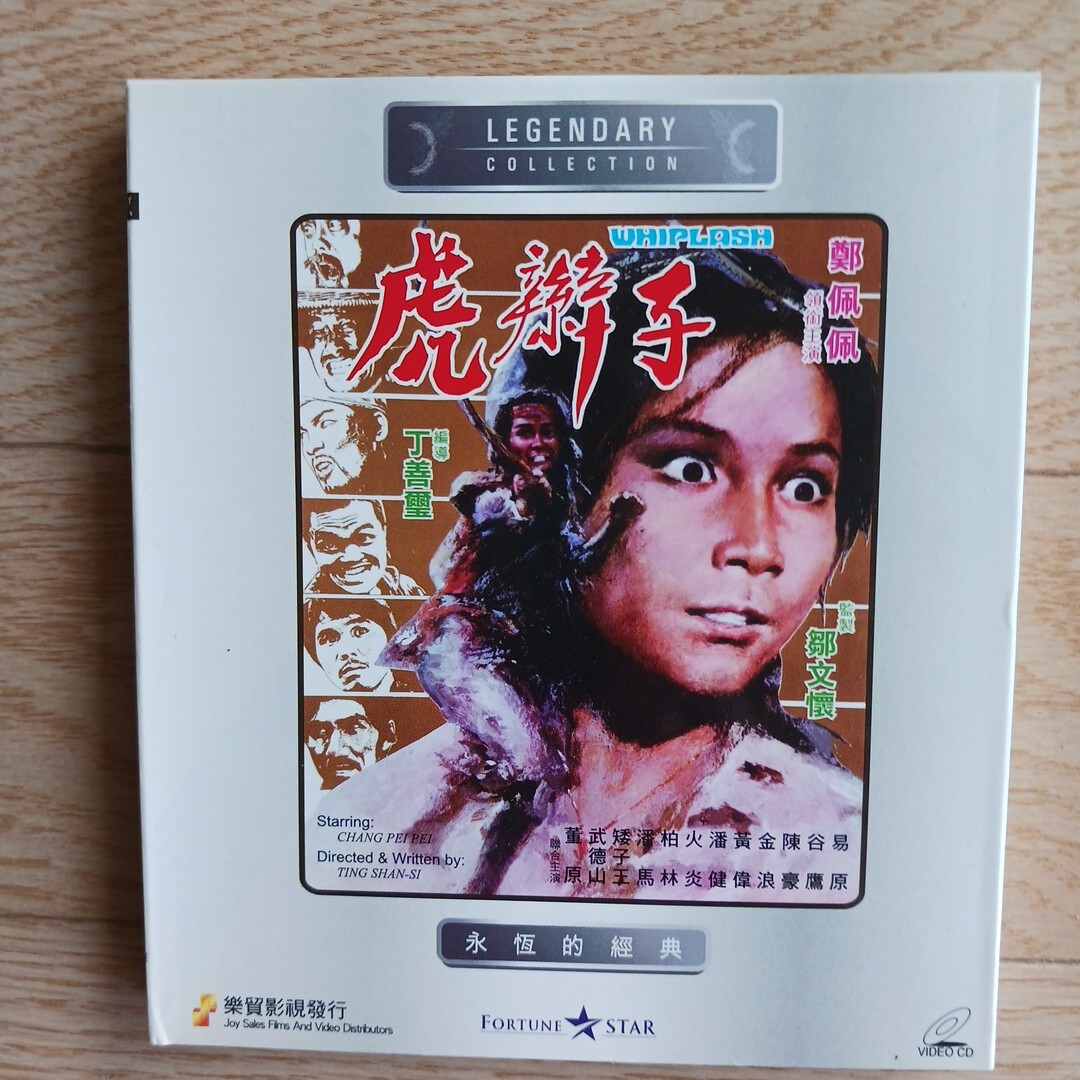 LEGENDARY
COLLECTION
WHIPLASH
虎辮子
鄭佩佩
領銜主演
編導
丁善璽
監製
鄒文懷
Starring:
CHANG PEI PEI
Directed & Written by:
TING SHAN-SI
聯合主演
董原
武德山
矮子王
潘馬
柏林
火炎
潘健
黃偉
金浪
陳豪
谷鷹
易原
永恆的經典
樂貿影視發行
Joy Sales Films And Video Distributors
FORTUNE STAR
VIDEO CD